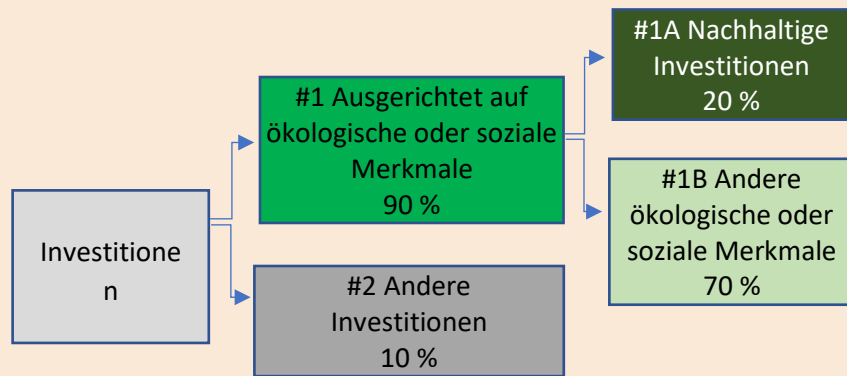 Investitione
n
#1 Ausgerichtet auf
ökologische oder soziale
Merkmale
90 %
#2 Andere
Investitionen
10 %
#1A Nachhaltige
Investitionen
20 %
#1B Andere
ökologische oder
soziale Merkmale
70 %